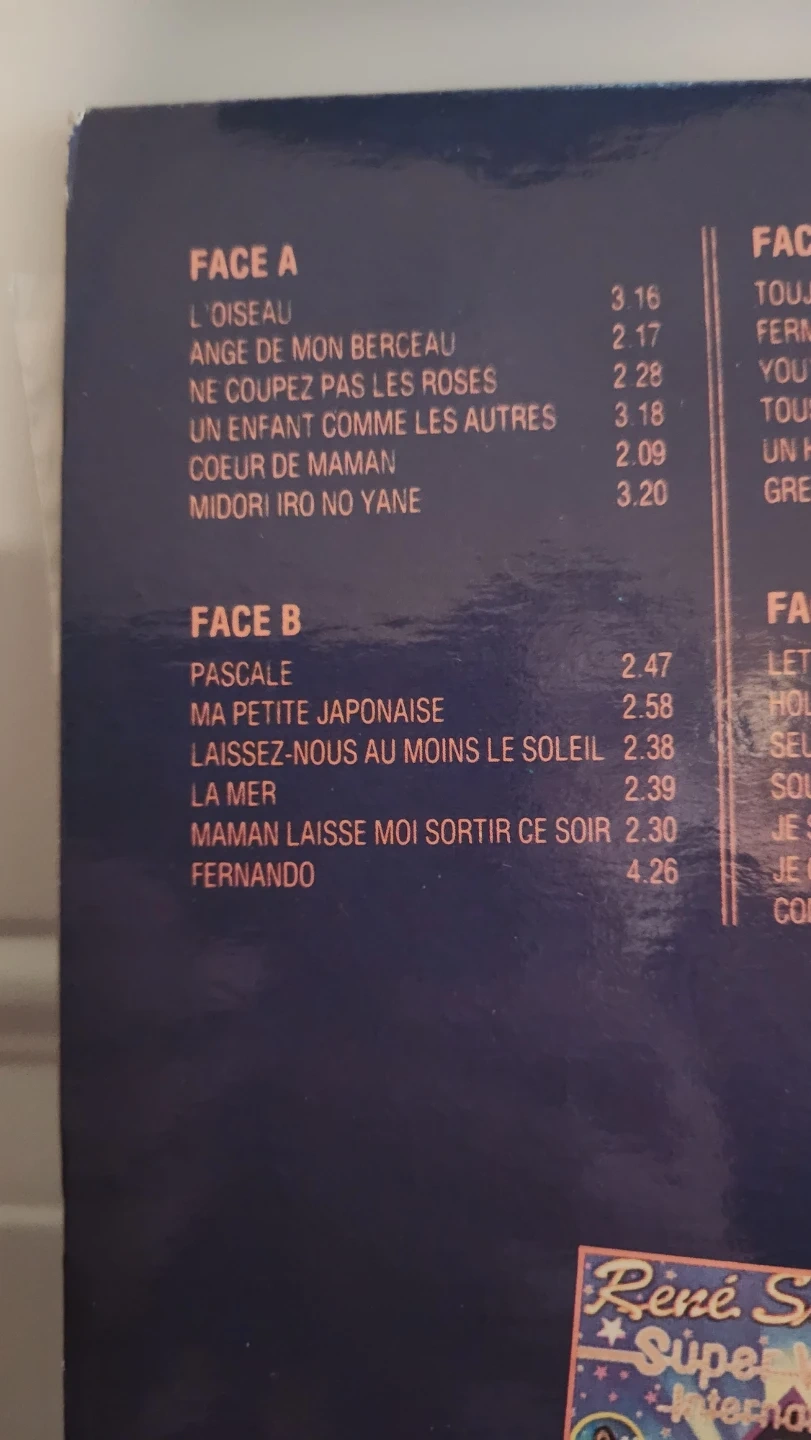 FACE A
L'OISEAU 3.16
ANGE DE MON BERCEAU 2.17
NE COUPEZ PAS LES ROSES 2.28
UN ENFANT COMME LES AUTRES 3.18
COEUR DE MAMAN 2.09
MIDORI IRO NO YANE 3.20
FACE B
PASCALE 2.47
MA PETITE JAPONAISE 2.58
LAISSEZ-NOUS AU MOINS LE SOLEIL 2.38
LA MER 2.39
MAMAN LAISSE MOI SORTIR CE SOIR 2.30
FERNANDO 4.26
UN
René